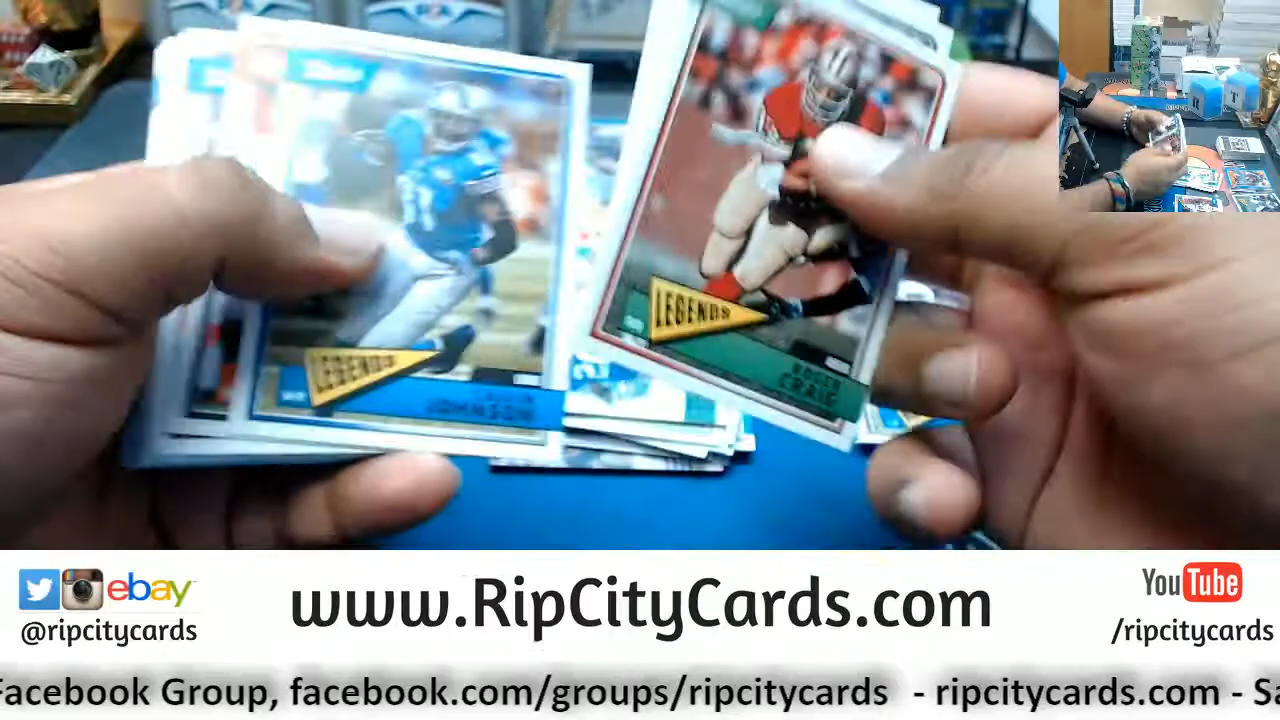 LEGENDS
JOHNSON
LEGENDS
ROGER
CRAIG
ebay
@ripcitycards
www.RipCityCards.com
YouTube
/ripcitycards
Facebook Group, facebook.com/groups/ripcitycards - ripcitycards.com - Sa